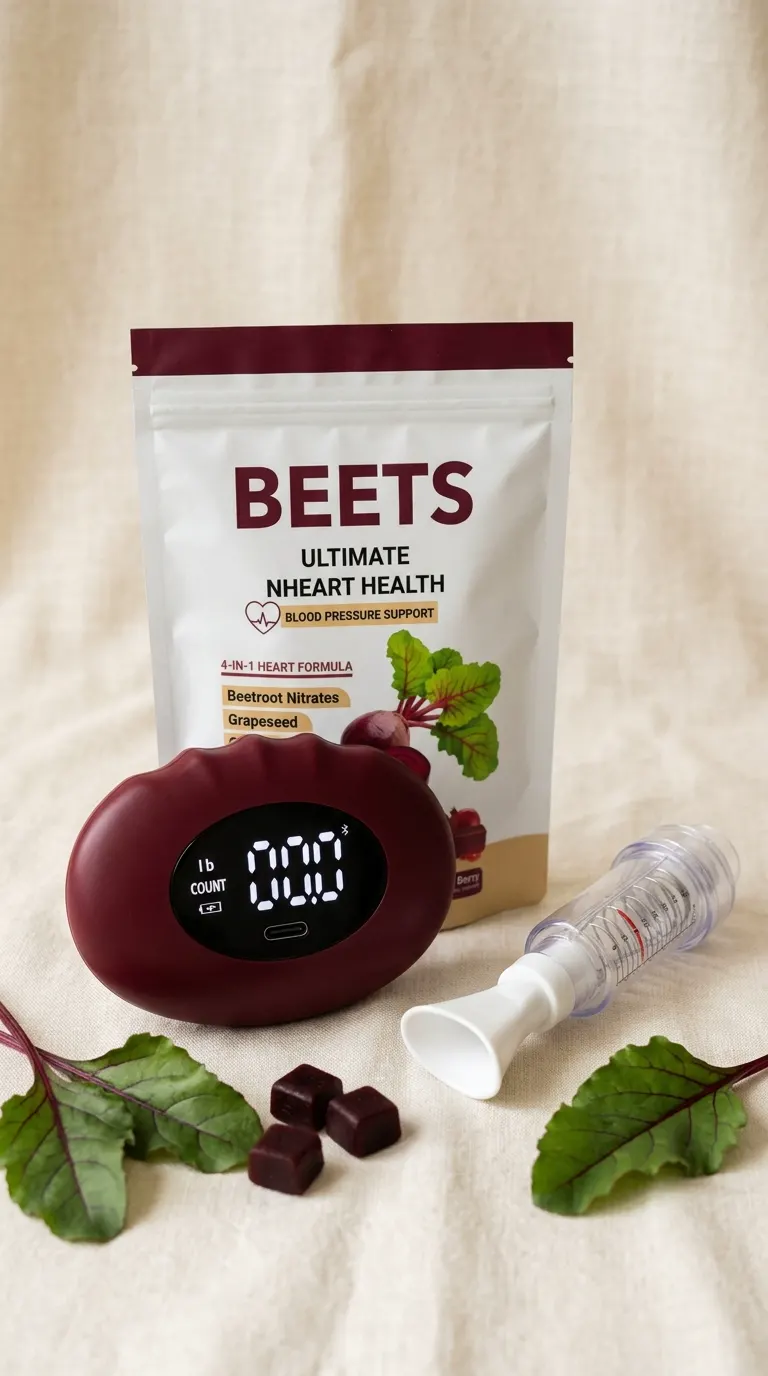 BEETS
ULTIMATE
NHEART HEALTH
BLOOD PRESSURE SUPPORT
4-IN-1 HEART FORMULA
Beetroot Nitrates
Grapeseed
Berry
lb
COUNT
00.0